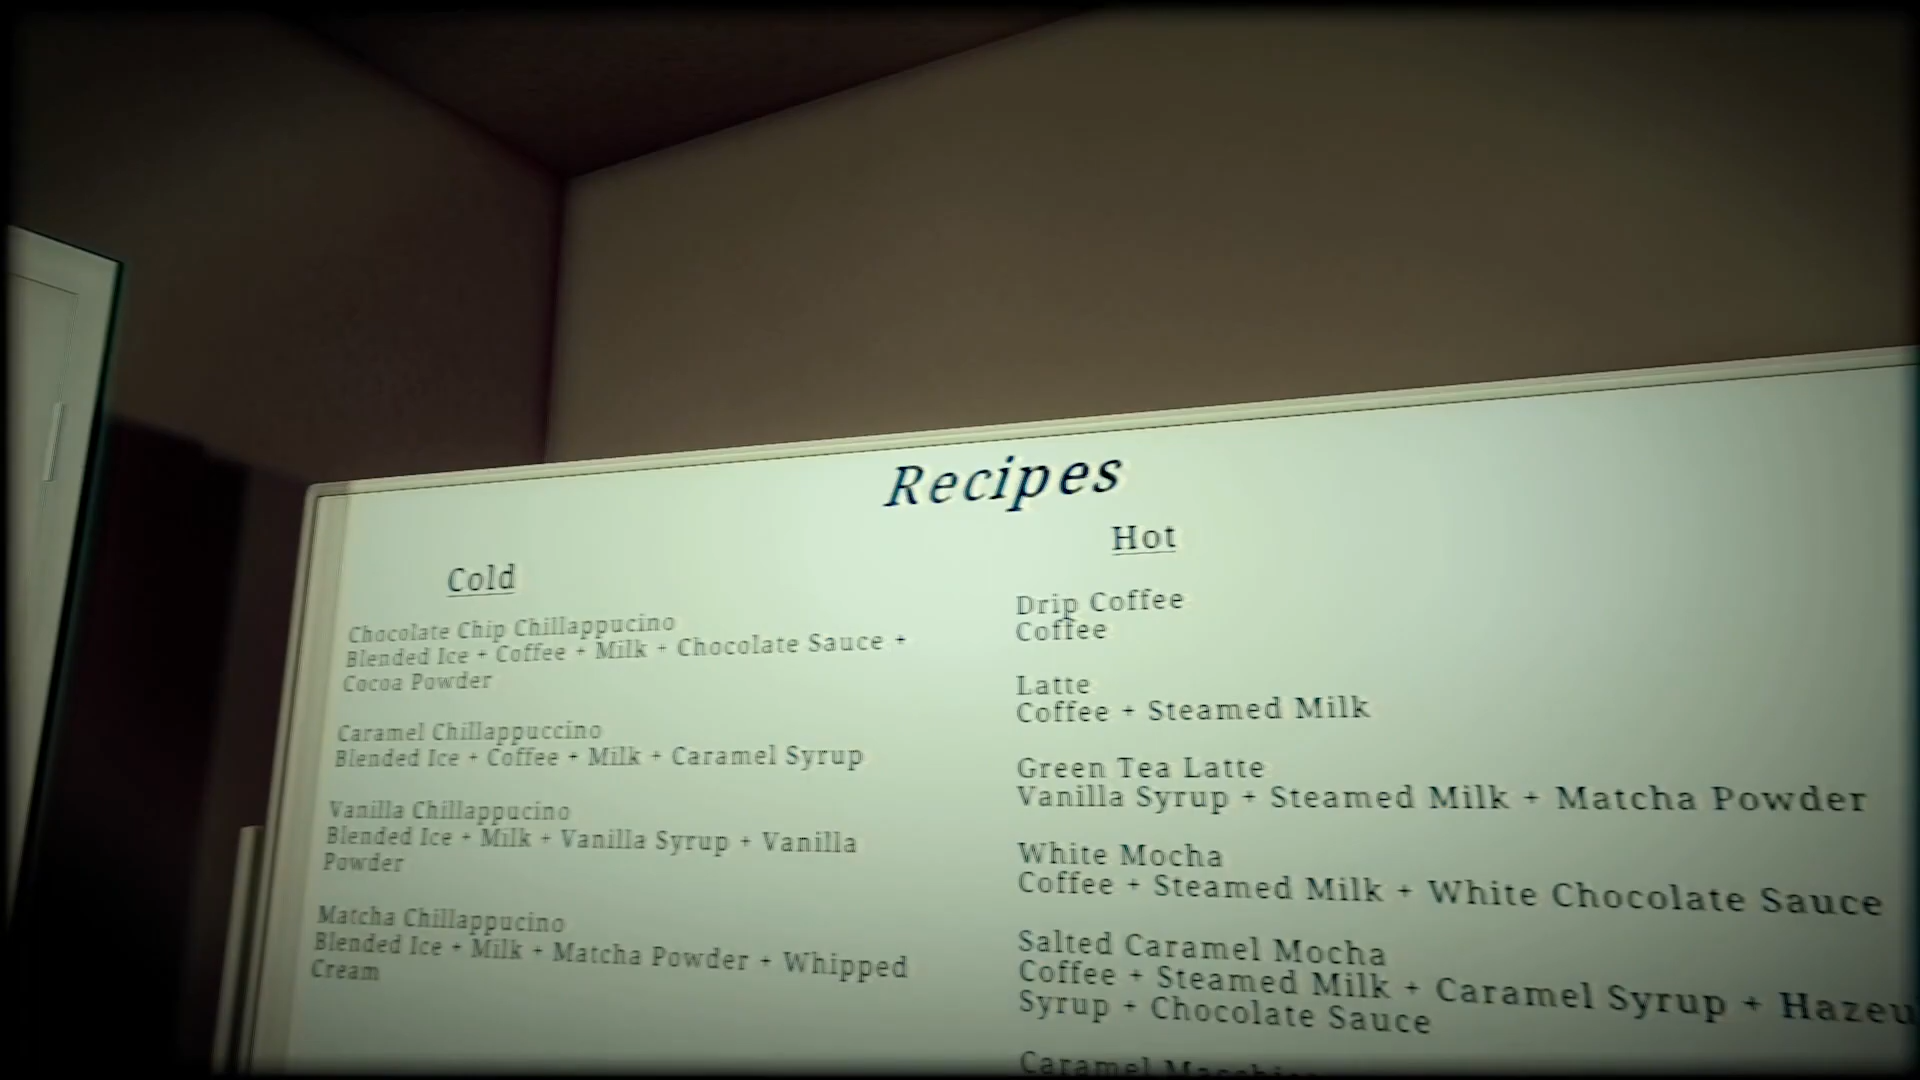 Recipes
Cold
Chocolate Chip Chillappucino
Blended Ice + Coffee + Milk + Chocolate Sauce +
Cocoa Powder
Caramel Chillappuccino
Blended Ice + Coffee + Milk + Caramel Syrup
Vanilla Chillappucino
Blended Ice + Milk + Vanilla Syrup + Vanilla
Powder
Matcha Chillappucino
Blended Ice + Milk + Matcha Powder + Whipped
Cream
Hot
Drip Coffee
Coffee
Latte
Coffee + Steamed Milk
Green Tea Latte
Vanilla Syrup + Steamed Milk + Matcha Powder
White Mocha
Coffee + Steamed Milk + White Chocolate Sauce
Salted Caramel Mocha
Coffee + Steamed Milk + Caramel Syrup + Hazeu
Syrup + Chocolate Sauce
Caramel